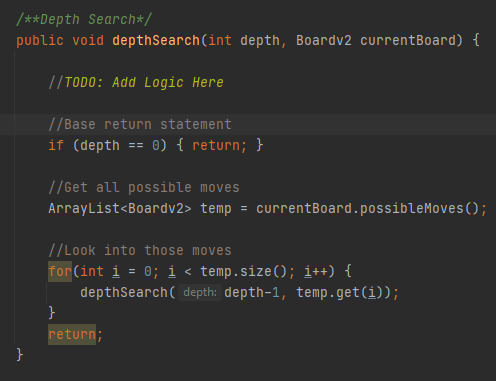 /**Depth Search*/
public void depthSearch(int depth, Boardv2 currentBoard) {
//TODO: Add Logic Here
//Base return statement
if (depth == 0) { return; }
//Get all possible moves
ArrayList<Boardv2> temp = currentBoard.possibleMoves();
//Look into those moves
for(int i = 0; i < temp.size(); i++) {
depthSearch( depth: depth-1, temp.get(i));
}
return;
}